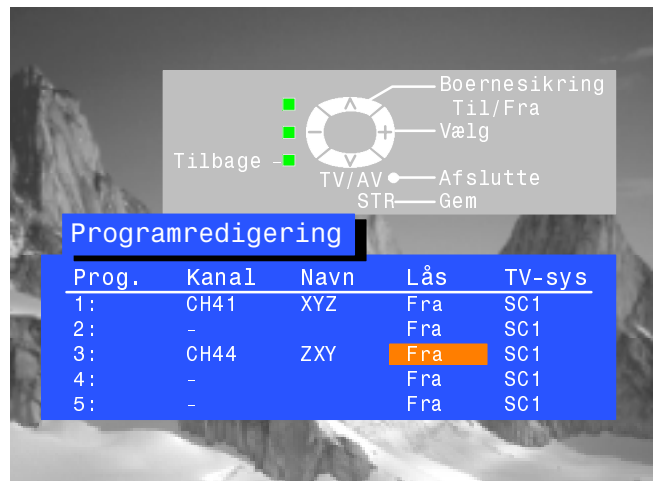 Boernesikring
Til/Fra
Vælg
Tilbage
TV/AV Afslutte
STR Gem
Programredigering
Prog. Kanal Navn Lås TV-sys
1: CH41 XYZ Fra SC1
2: - Fra SC1
3: CH44 ZXY Fra SC1
4: - Fra SC1
5: - Fra SC1